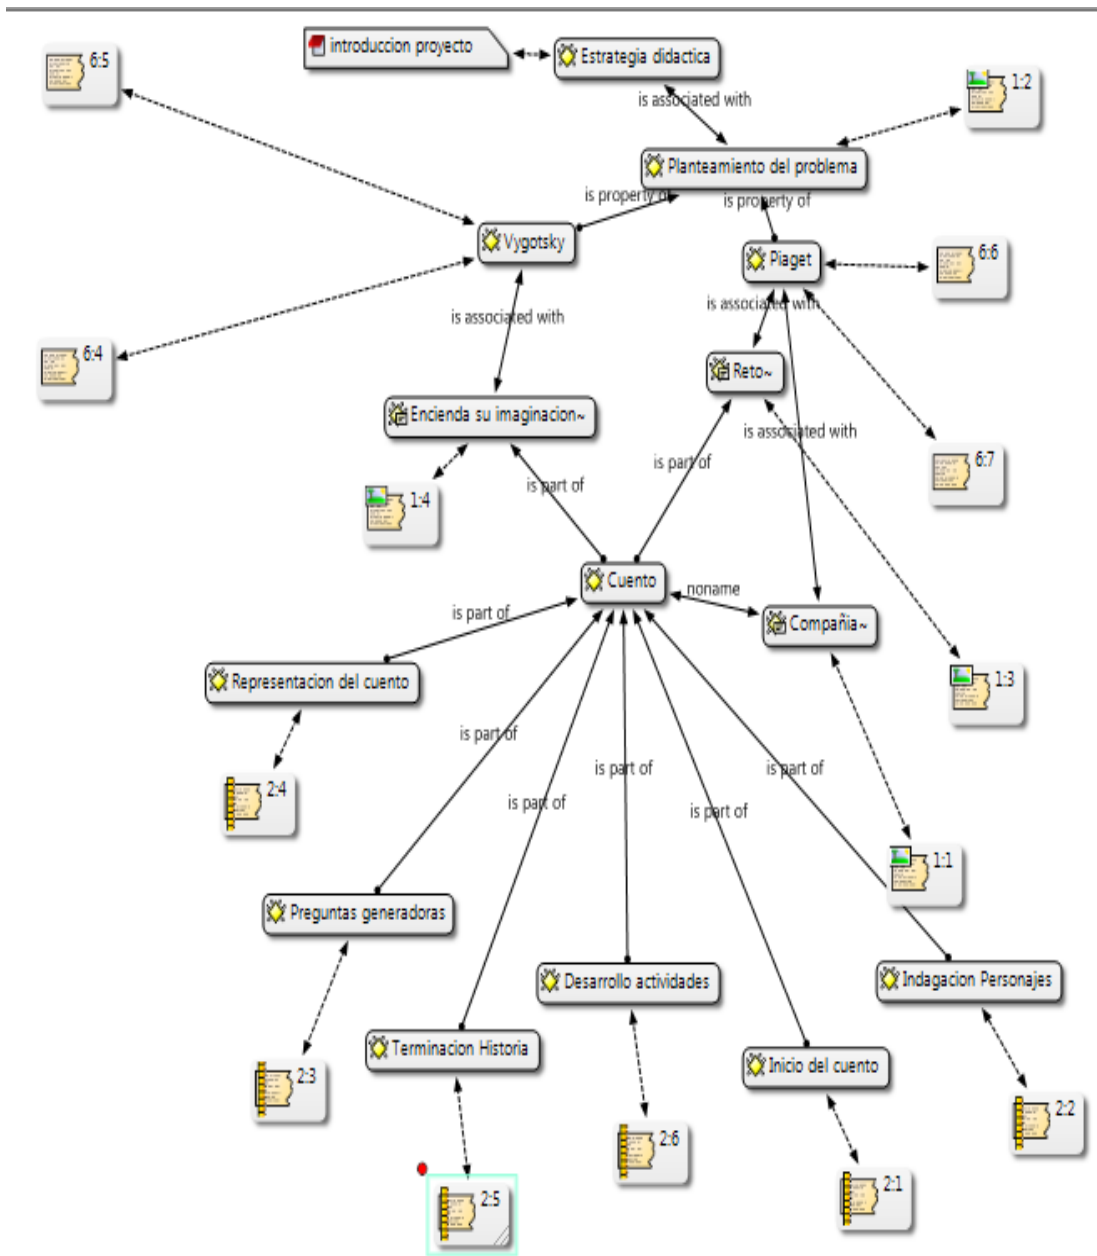 introduccion proyecto
Estrategia didactica
6:5
1:2
is associated with
Planteamiento del problema
is property of
is property of
Vygotsky
Piaget
6:6
is associated with
is associated with
6:4
Reto~
Encienda su imaginacion~
is associated with
is part of
6:7
is part of
1:4
Cuento
noname
is part of
Compañia~
Representacion del cuento
1:3
is part of
is part of
is part of
2:4
is part of
is part of
1:1
Preguntas generadoras
Desarrollo actividades
Indagacion Personajes
Terminacion Historia
Inicio del cuento
2:3
2:2
2:6
2:1
2:5